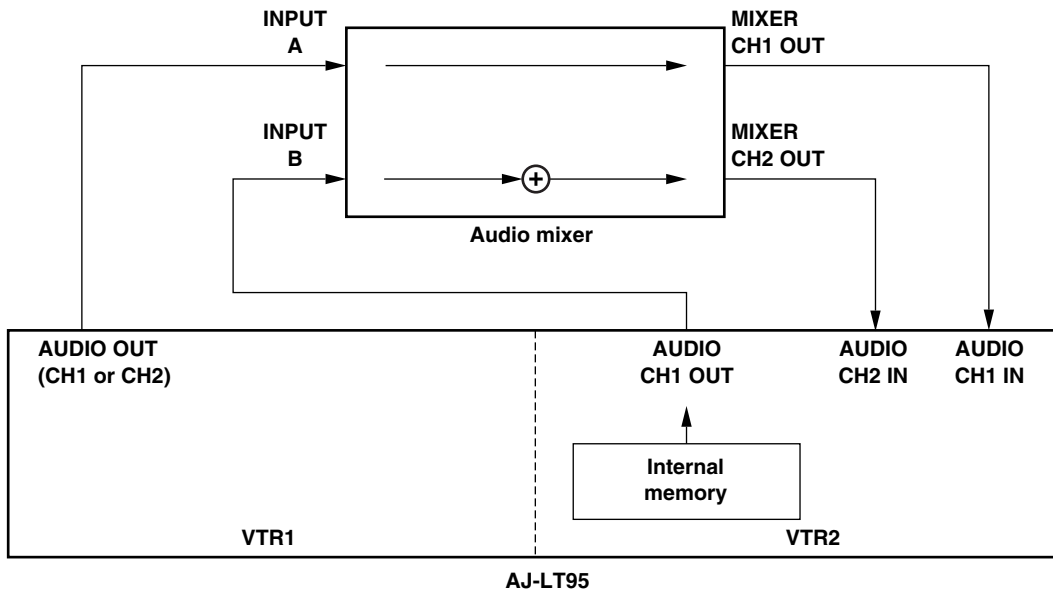 INPUT
A
MIXER
CH1 OUT
INPUT
B
MIXER
CH2 OUT
Audio mixer
AUDIO OUT
(CH1 or CH2)
AUDIO
CH1 OUT
AUDIO
CH2 IN
AUDIO
CH1 IN
Internal
memory
VTR1
VTR2
AJ-LT95